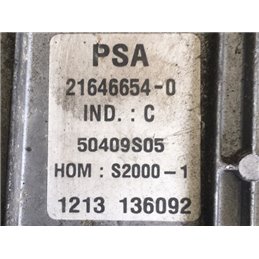 PSA
21646654-0
IND. : C
50409S05
HOM : S2000-1
1213 136092